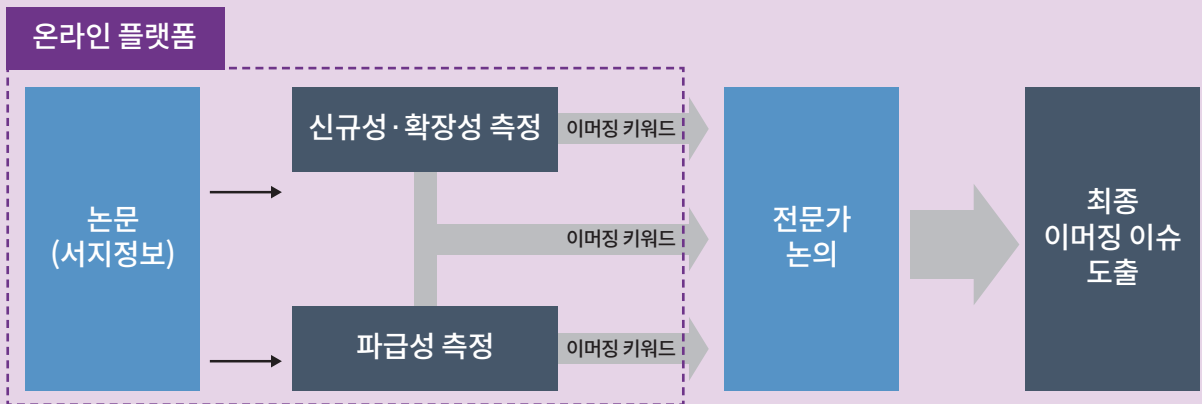 온라인 플랫폼
논문
(서지정보)
신규성·확장성 측정
이머징 키워드
이머징 키워드
파급성 측정
이머징 키워드
전문가
논의
최종
이머징 이슈
도출